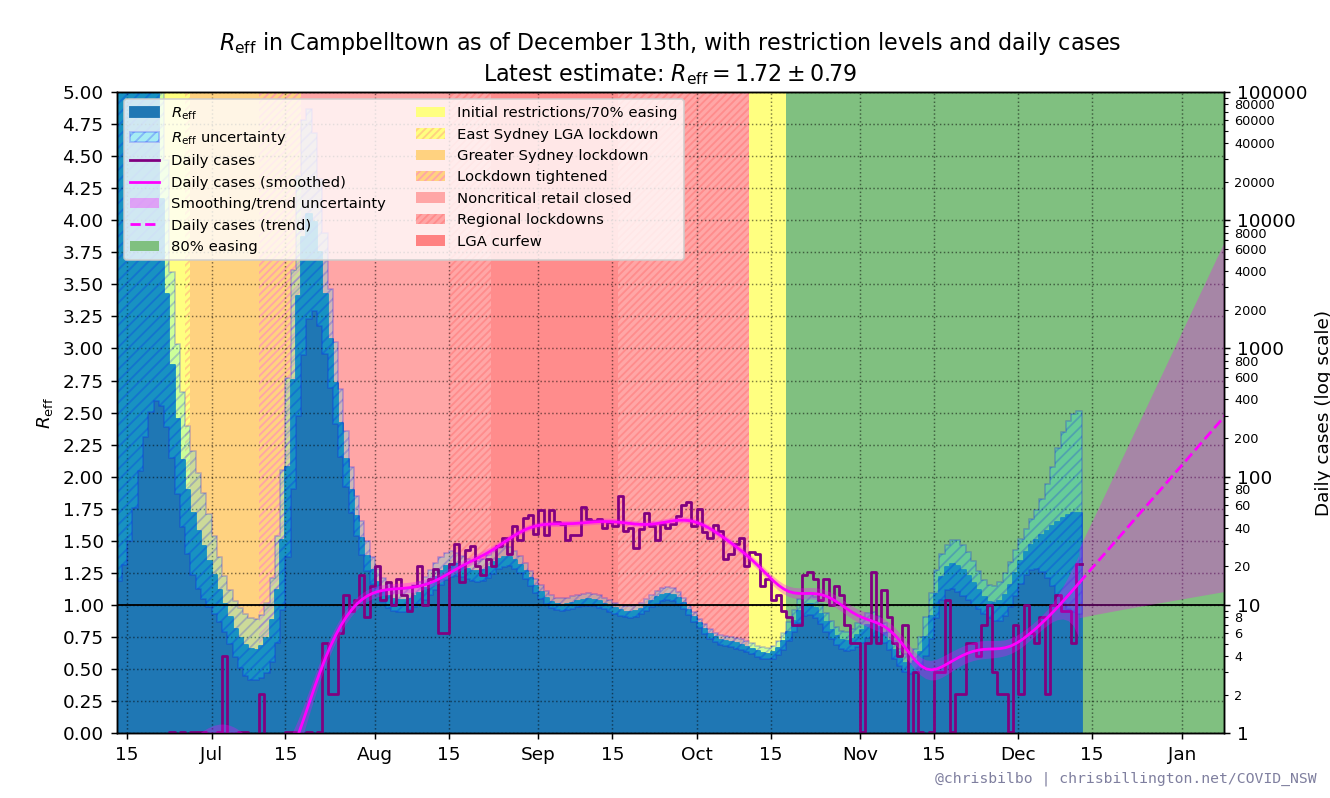 Reff in Campbelltown as of December 13th, with restriction levels and daily cases
Latest estimate: Reff = 1.72 ± 0.79
Reff
Reff uncertainty
Daily cases
Daily cases (smoothed)
Smoothing/trend uncertainty
Daily cases (trend)
80% easing
Initial restrictions/70% easing
East Sydney LGA lockdown
Greater Sydney lockdown
Lockdown tightened
Noncritical retail closed
Regional lockdowns
LGA curfew
Reff
5.00
4.75
4.50
4.25
4.00
3.75
3.50
3.25
3.00
2.75
2.50
2.25
2.00
1.75
1.50
1.25
1.00
0.75
0.50
0.25
0.00
15 Jul 15 Aug 15 Sep 15 Oct 15 Nov 15 Dec 15 Jan
100000
80000
60000
40000
20000
10000
8000
6000
4000
2000
1000
800
600
400
200
100
80
60
40
20
10
8
6
4
2
1
Daily cases (log scale)
@chrisbilbo | chrisbillington.net/COVID_NSW